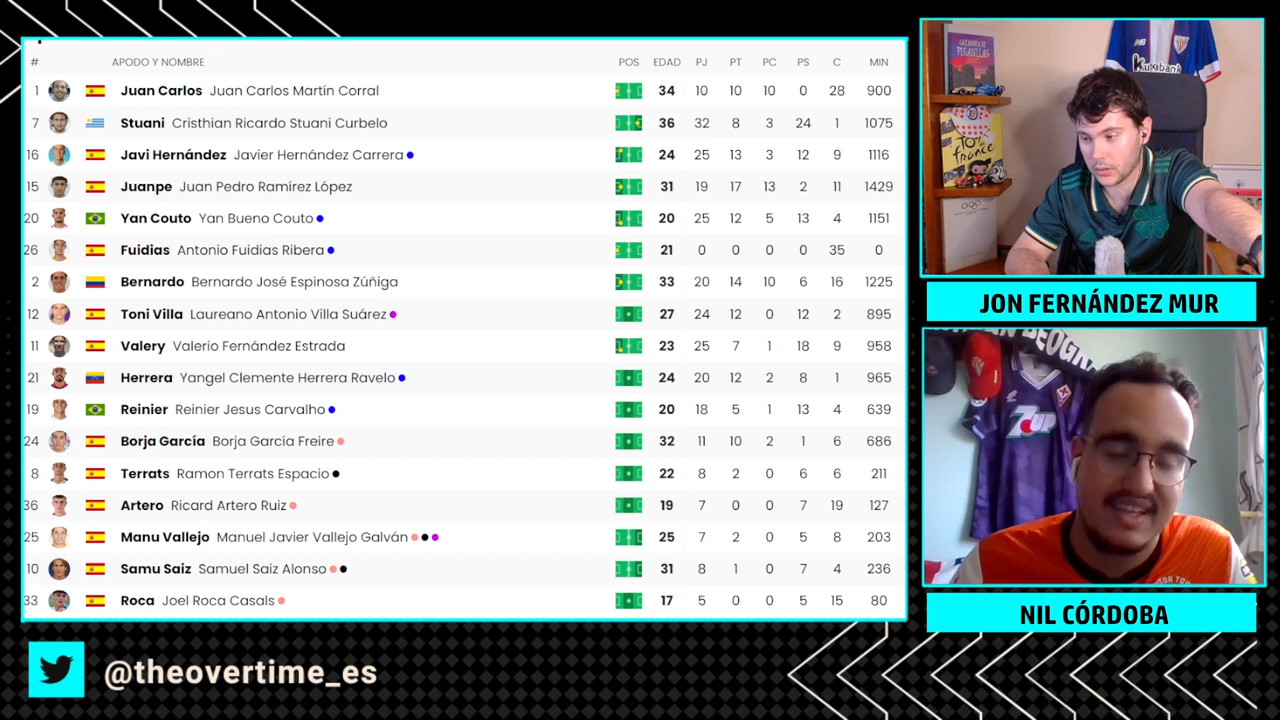 # APODO Y NOMBRE POS EDAD PJ PT PC PS C MIN
1 Juan Carlos Juan Carlos Martín Corral 34 10 10 10 0 28 900
7 Stuani Cristhian Ricardo Stuani Curbelo 36 32 8 3 24 1 1075
16 Javi Hernández Javier Hernández Carrera 24 25 13 3 12 9 1116
15 Juanpe Juan Pedro Ramírez López 31 19 17 13 2 11 1429
20 Yan Couto Yan Bueno Couto 20 25 12 5 13 4 1151
26 Fuidias Antonio Fuidias Ribera 21 0 0 0 0 35 0
2 Bernardo Bernardo José Espinosa Zúñiga 33 20 14 10 6 16 1225
12 Toni Villa Laureano Antonio Villa Suárez 27 24 12 0 12 2 895
11 Valery Valerio Fernández Estrada 23 25 7 1 18 9 958
21 Herrera Yangel Clemente Herrera Ravelo 24 20 12 2 8 1 965
19 Reinier Reinier Jesus Carvalho 20 18 5 1 13 4 639
24 Borja García Borja García Freire 32 11 10 2 1 6 686
8 Terrats Ramon Terrats Espacio 22 8 2 0 6 6 211
36 Artero Ricard Artero Ruiz 19 7 0 0 7 19 127
25 Manu Vallejo Manuel Javier Vallejo Galván 25 7 2 0 5 8 203
10 Samu Saiz Samuel Saiz Alonso 31 8 1 0 7 4 236
33 Roca Joel Roca Casals 17 5 0 0 5 15 80
CAZADORA DE
PESADILLAS
TOUR
france
Kutxabank
JON FERNÁNDEZ MUR
BEOGRA
7UP
NIL CÓRDOBA
@theovertime_es